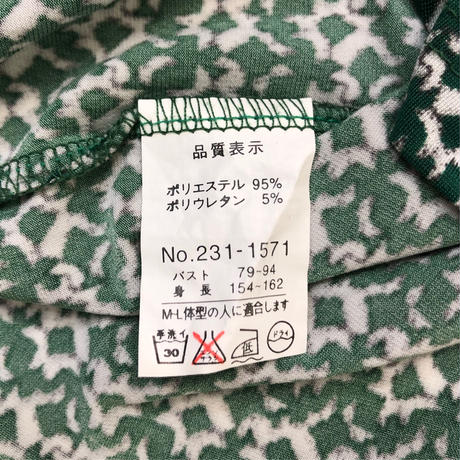 品質表示
ポリエステル 95%
ポリウレタン 5%
No.231-1571
バスト 79~94
身長 154~162
M-L体型の人に適合します
手洗イ 30 低 ドライ